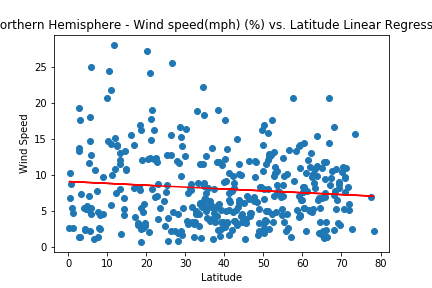 orthern Hemisphere - Wind speed(mph) (%) vs. Latitude Linear Regress
25
20
15
10
5
0
Wind Speed
0 10 20 30 40 50 60 70 80
Latitude